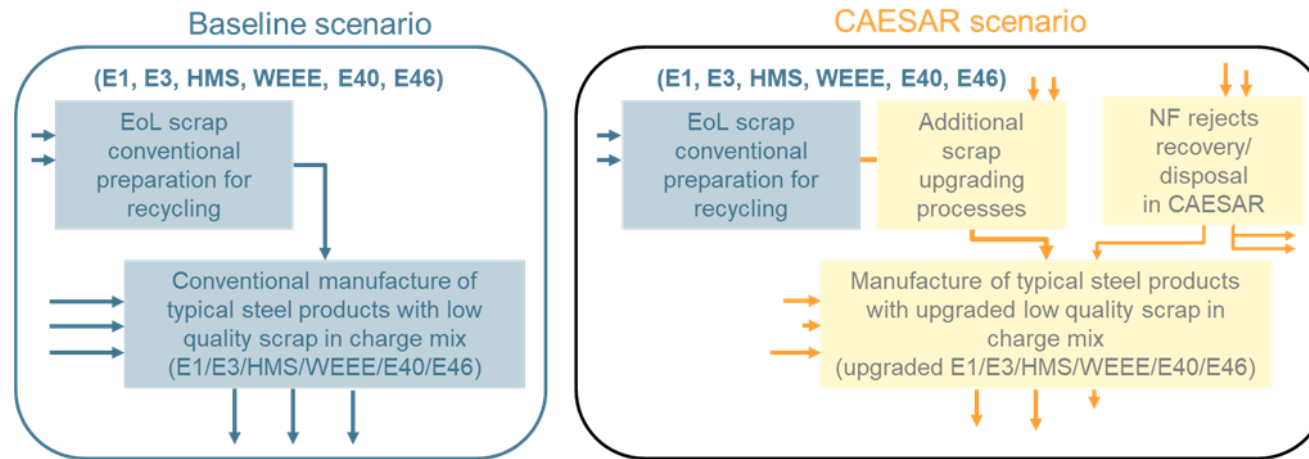 Baseline scenario
(E1, E3, HMS, WEEE, E40, E46)
EoL scrap
conventional
preparation for
recycling
Conventional manufacture of
typical steel products with low
quality scrap in charge mix
(E1/E3/HMS/WEEE/E40/E46)
CAESAR scenario
(E1, E3, HMS, WEEE, E40, E46)
EoL scrap
conventional
preparation for
recycling
Additional
scrap
upgrading
processes
NF rejects
recovery/
disposal
in CAESAR
Manufacture of typical steel products
with upgraded low quality scrap in
charge mix
(upgraded E1/E3/HMS/WEEE/E40/E46)